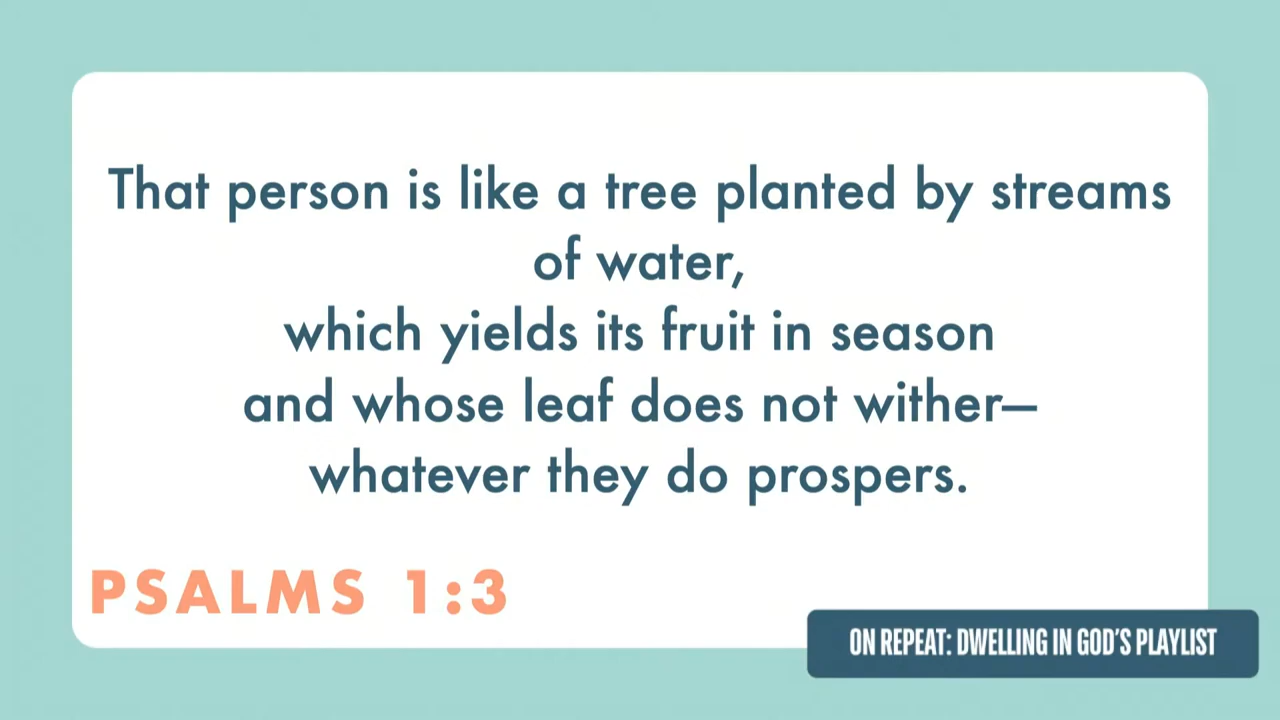 That person is like a tree planted by streams
of water,
which yields its fruit in season
and whose leaf does not wither—
whatever they do prospers.
PSALMS 1:3
ON REPEAT: DWELLING IN GOD'S PLAYLIST